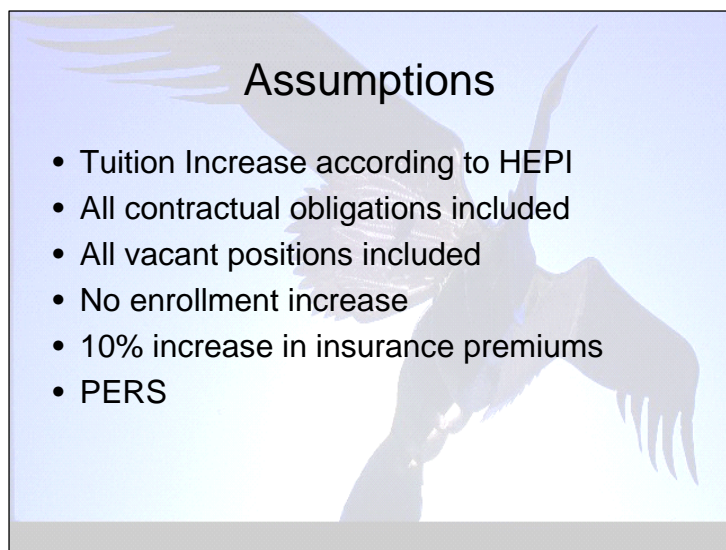 Assumptions
• Tuition Increase according to HEPI
• All contractual obligations included
• All vacant positions included
• No enrollment increase
• 10% increase in insurance premiums
• PERS